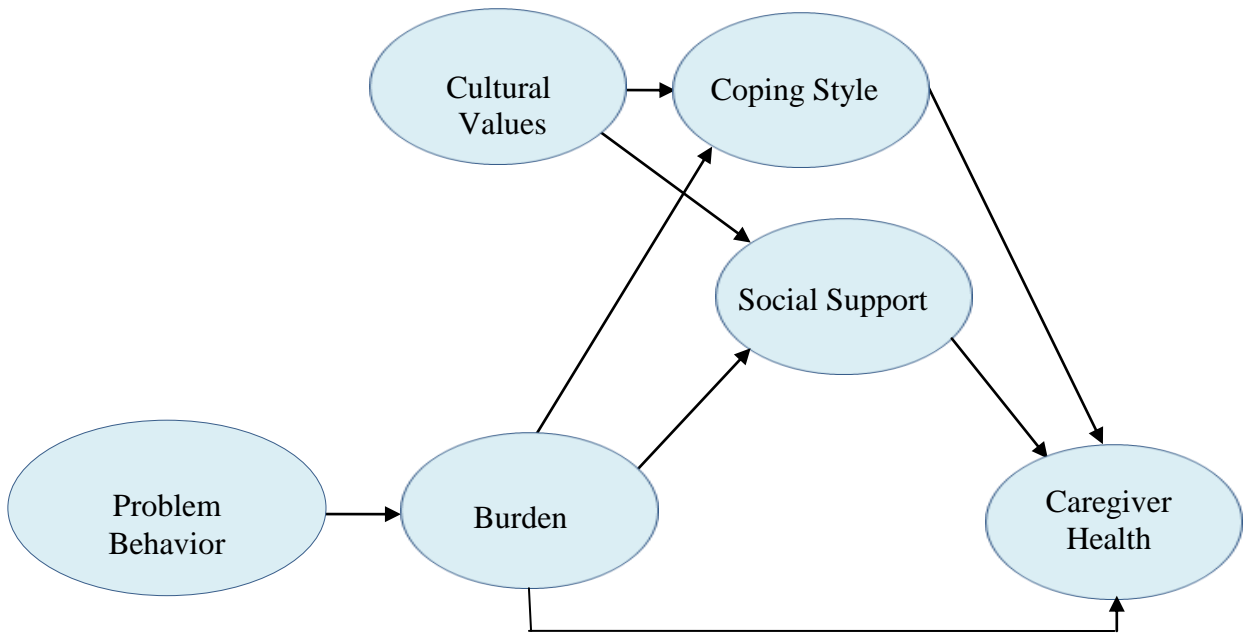 Cultural
Values
Coping Style
Social Support
Problem
Behavior
Burden
Caregiver
Health